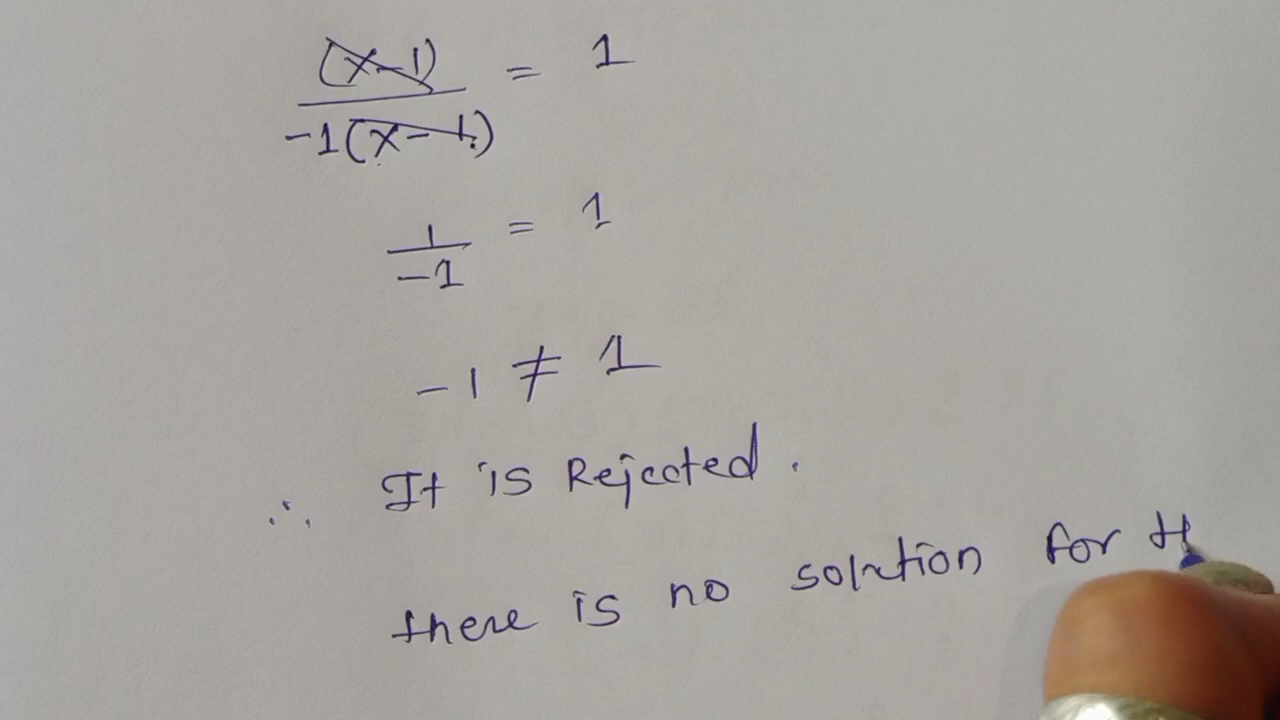 (x-1)
-1(x-1) = 1
1
-1 = 1
-1 ≠ 1
∴ It is Rejected.
there is no solution for